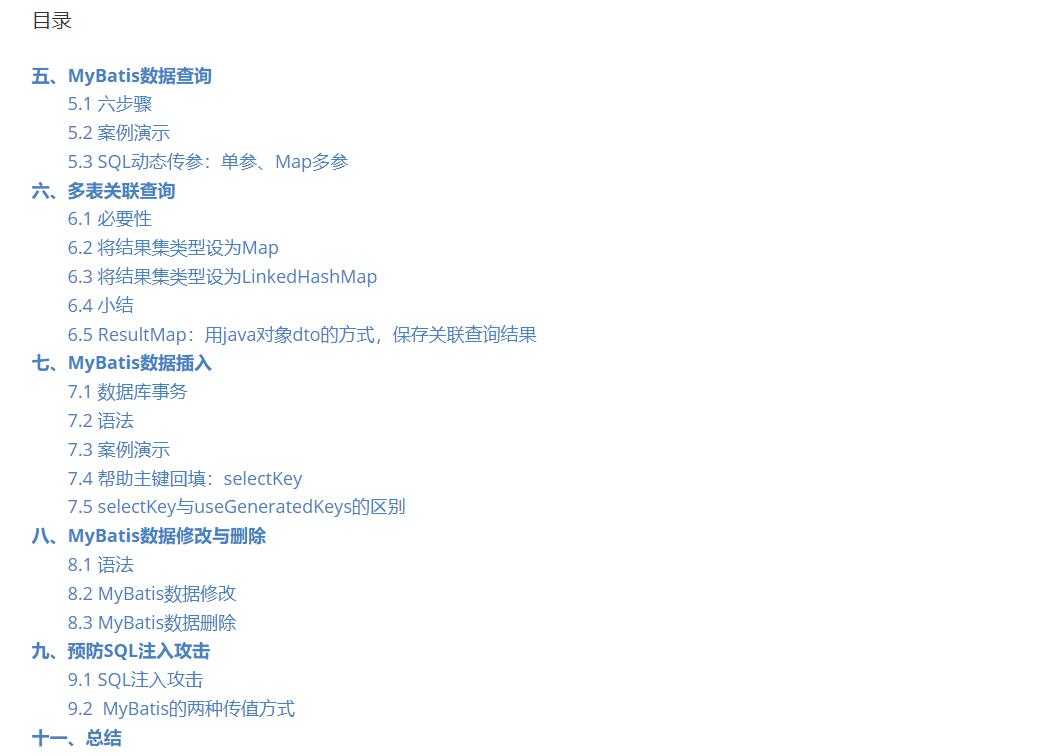 目录
五、MyBatis数据查询
5.1 六步骤
5.2 案例演示
5.3 SQL动态传参：单参、Map多参
六、多表关联查询
6.1 必要性
6.2 将结果集类型设为Map
6.3 将结果集类型设为LinkedHashMap
6.4 小结
6.5 ResultMap：用java对象dto的方式，保存关联查询结果
七、MyBatis数据插入
7.1 数据库事务
7.2 语法
7.3 案例演示
7.4 帮助主键回填：selectKey
7.5 selectKey与useGeneratedKeys的区别
八、MyBatis数据修改与删除
8.1 语法
8.2 MyBatis数据修改
8.3 MyBatis数据删除
九、预防SQL注入攻击
9.1 SQL注入攻击
9.2 MyBatis的两种传值方式
十一、总结